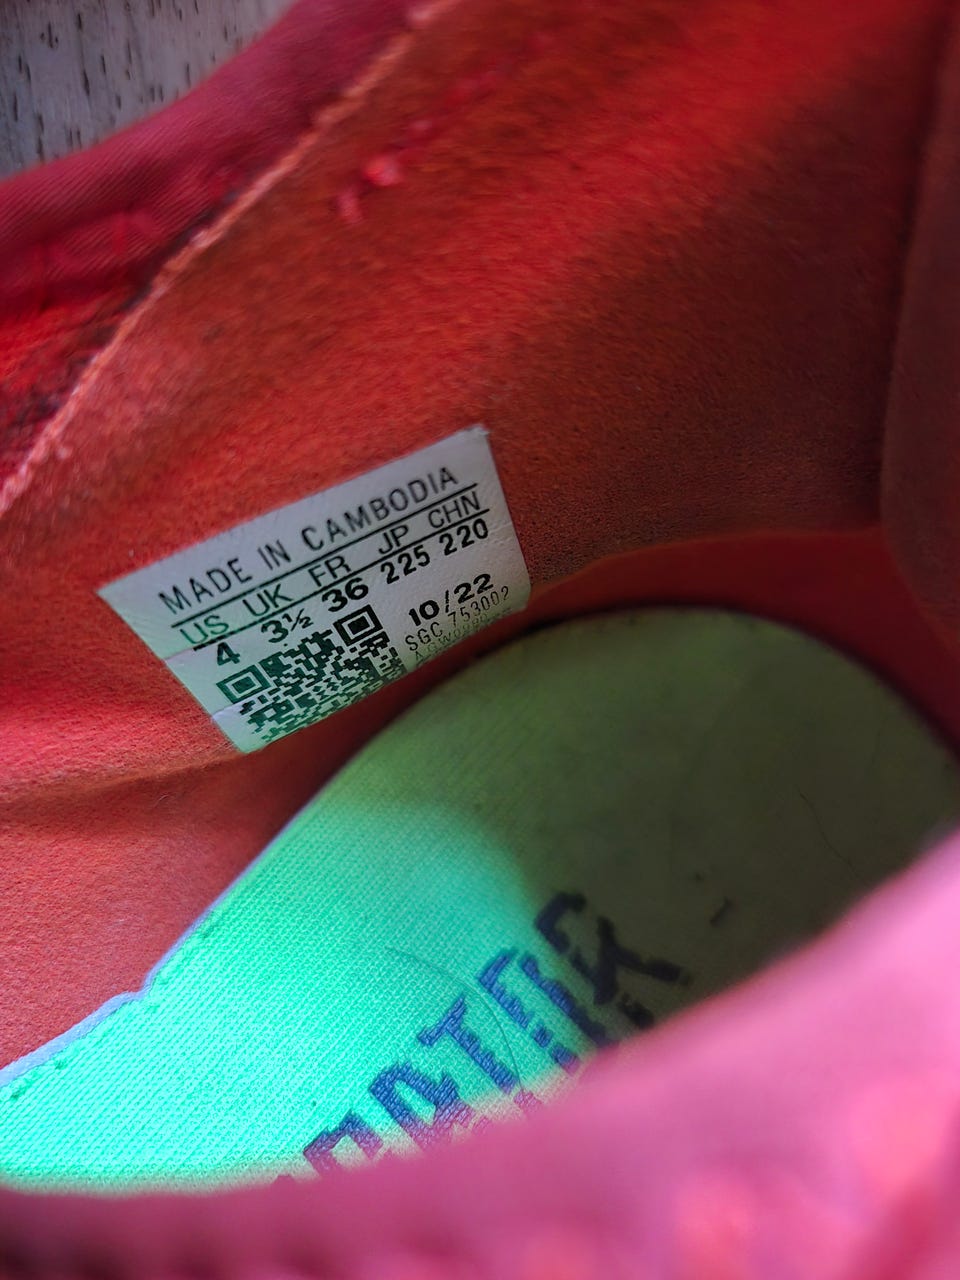 MADE IN CAMBODIA
US UK FR JP CHN
4 3½ 36 225 220
10/22
SGC 753002